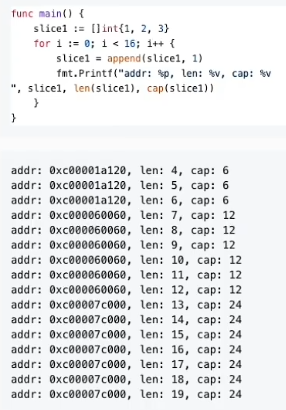 func main() {
    slice1 := []int{1, 2, 3}
    for i := 0; i < 16; i++ {
        slice1 = append(slice1, 1)
        fmt.Printf("addr: %p, len: %v, cap: %v
", slice1, len(slice1), cap(slice1))
    }
}
addr: 0xc00001a120, len: 4, cap: 6
addr: 0xc00001a120, len: 5, cap: 6
addr: 0xc00001a120, len: 6, cap: 6
addr: 0xc000060060, len: 7, cap: 12
addr: 0xc000060060, len: 8, cap: 12
addr: 0xc000060060, len: 9, cap: 12
addr: 0xc000060060, len: 10, cap: 12
addr: 0xc000060060, len: 11, cap: 12
addr: 0xc000060060, len: 12, cap: 12
addr: 0xc00007c000, len: 13, cap: 24
addr: 0xc00007c000, len: 14, cap: 24
addr: 0xc00007c000, len: 15, cap: 24
addr: 0xc00007c000, len: 16, cap: 24
addr: 0xc00007c000, len: 17, cap: 24
addr: 0xc00007c000, len: 18, cap: 24
addr: 0xc00007c000, len: 19, cap: 24